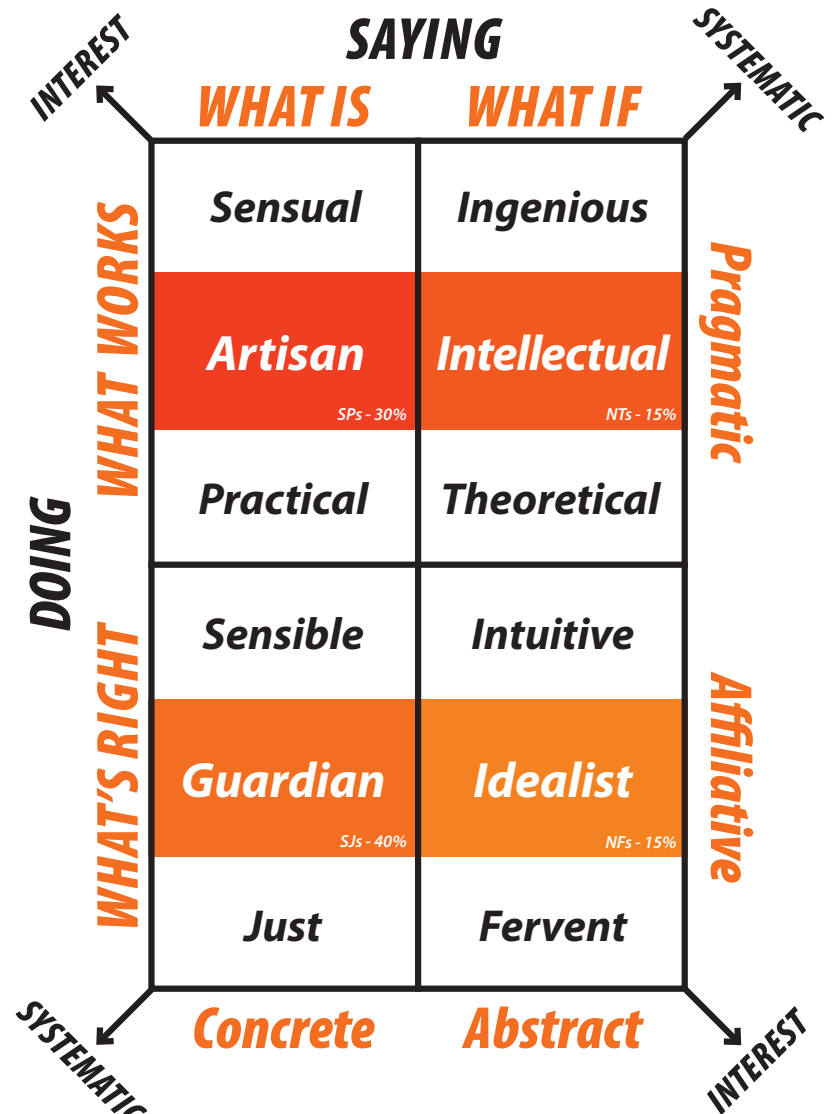 SAYING
INTEREST
SYSTEMATIC
WHAT IS
WHAT IF
Sensual
Ingenious
WHAT WORKS
Pragmatic
Artisan
Intellectual
SPs - 30%
NTs - 15%
Practical
Theoretical
DOING
Sensible
Intuitive
WHAT'S RIGHT
Affiliative
Guardian
Idealist
SJs - 40%
NFs - 15%
Just
Fervent
SYSTEMATIC
Concrete
Abstract
INTEREST